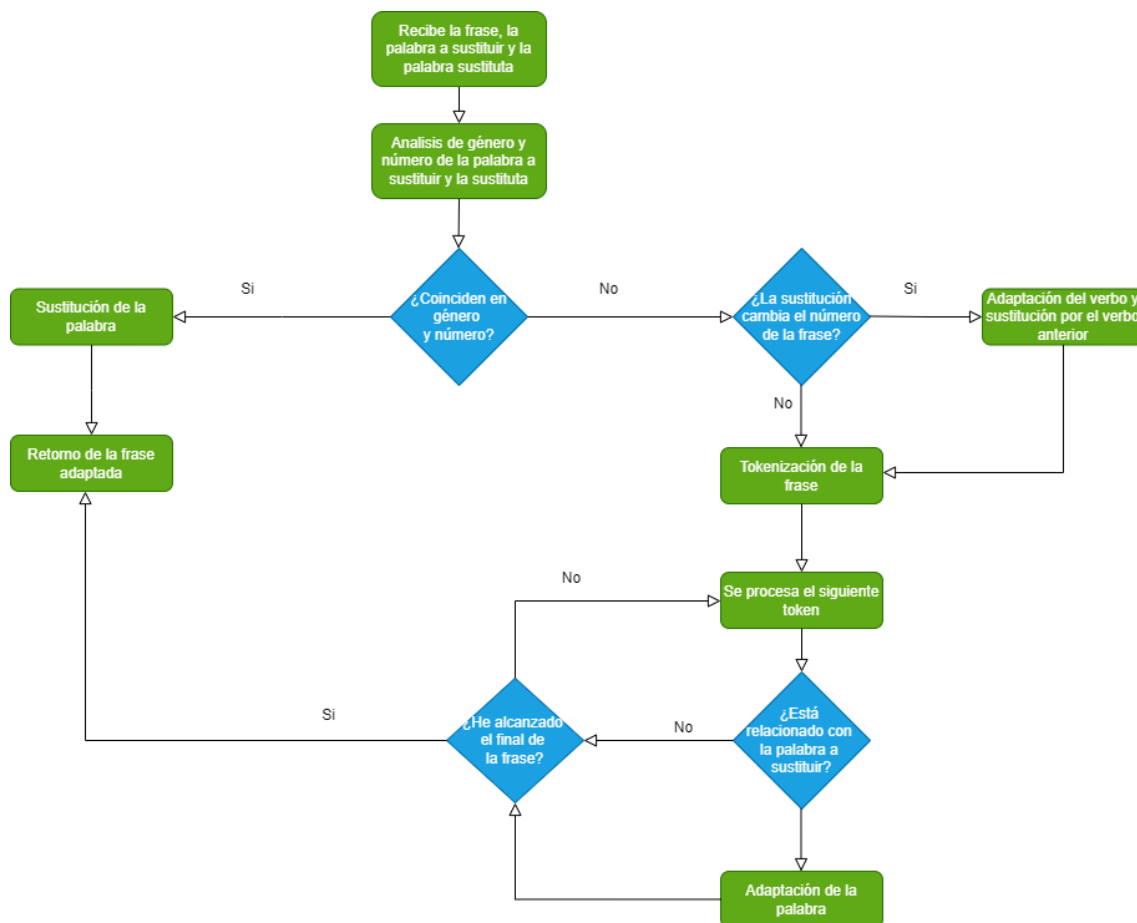 Recibe la frase, la
palabra a sustituir y la
palabra sustituta
Analisis de género y
número de la palabra a
sustituir y la sustituta
¿Coinciden en
género
y número?
Si
No
Sustitución de la
palabra
Retorno de la frase
adaptada
¿La sustitución
cambia el número
de la frase?
Si
No
Adaptación del verbo y
sustitución por el verbo
anterior
Tokenización de la
frase
Se procesa el siguiente
token
¿Está
relacionado con
la palabra a
sustituir?
No
¿He alcanzado
el final de
la frase?
No
Si
Adaptación de la
palabra